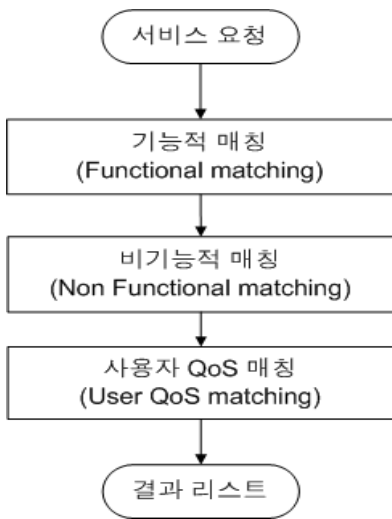 서비스 요청
기능적 매칭
(Functional matching)
비기능적 매칭
(Non Functional matching)
사용자 QoS 매칭
(User QoS matching)
결과 리스트